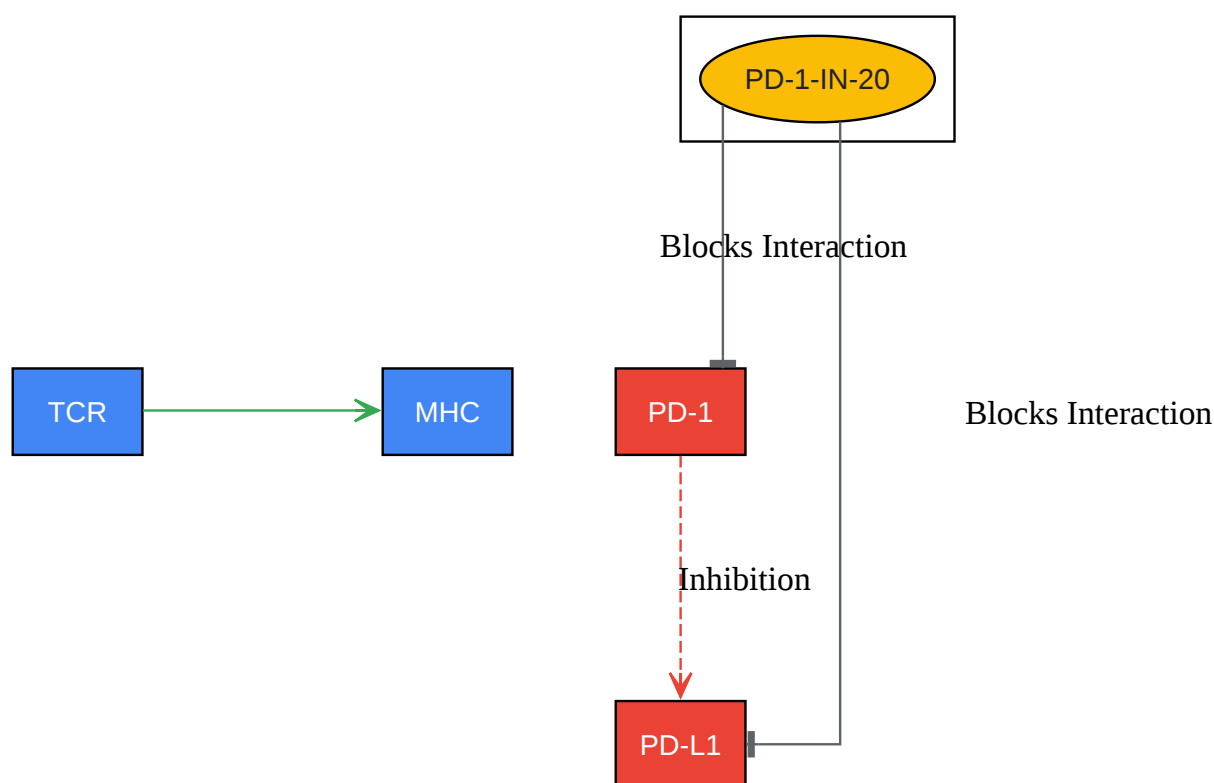 PD-1-IN-20
Blocks Interaction
TCR
MHC
PD-1
Blocks Interaction
Inhibition
PD-L1